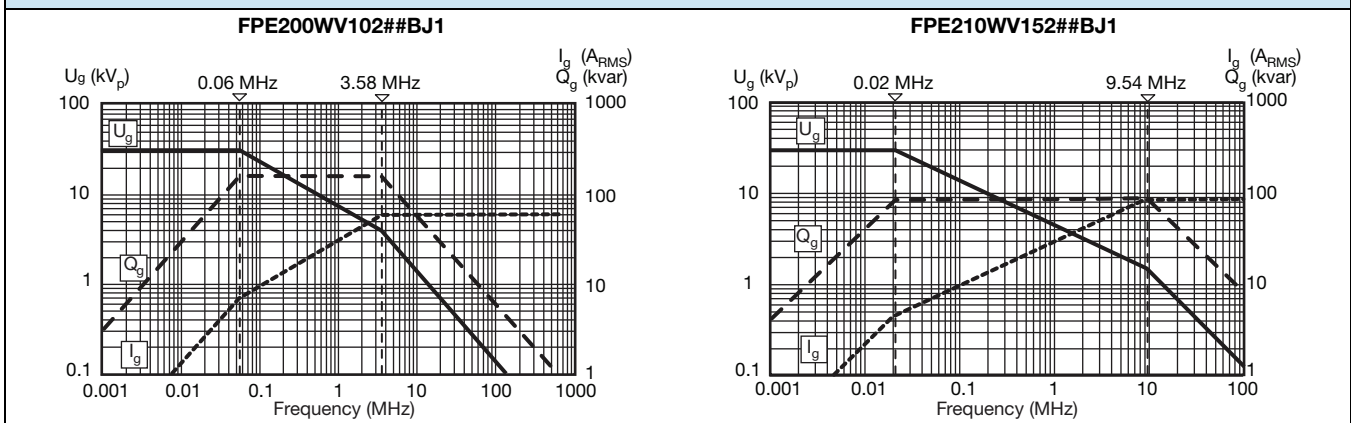 FPE200WV102##BJ1
Ug (kVp)
0.06 MHz
3.58 MHz
Ig (ARMS)
Qg (kvar)
100
10
1
0.1
1000
100
10
1
Ug
Qg
Ig
0.001
0.01
0.1
1
10
100
1000
Frequency (MHz)
FPE210WV152##BJ1
Ug (kVp)
0.02 MHz
9.54 MHz
Ig (ARMS)
Qg (kvar)
100
10
1
0.1
1000
100
10
1
Ug
Qg
Ig
0.001
0.01
0.1
1
10
100
Frequency (MHz)